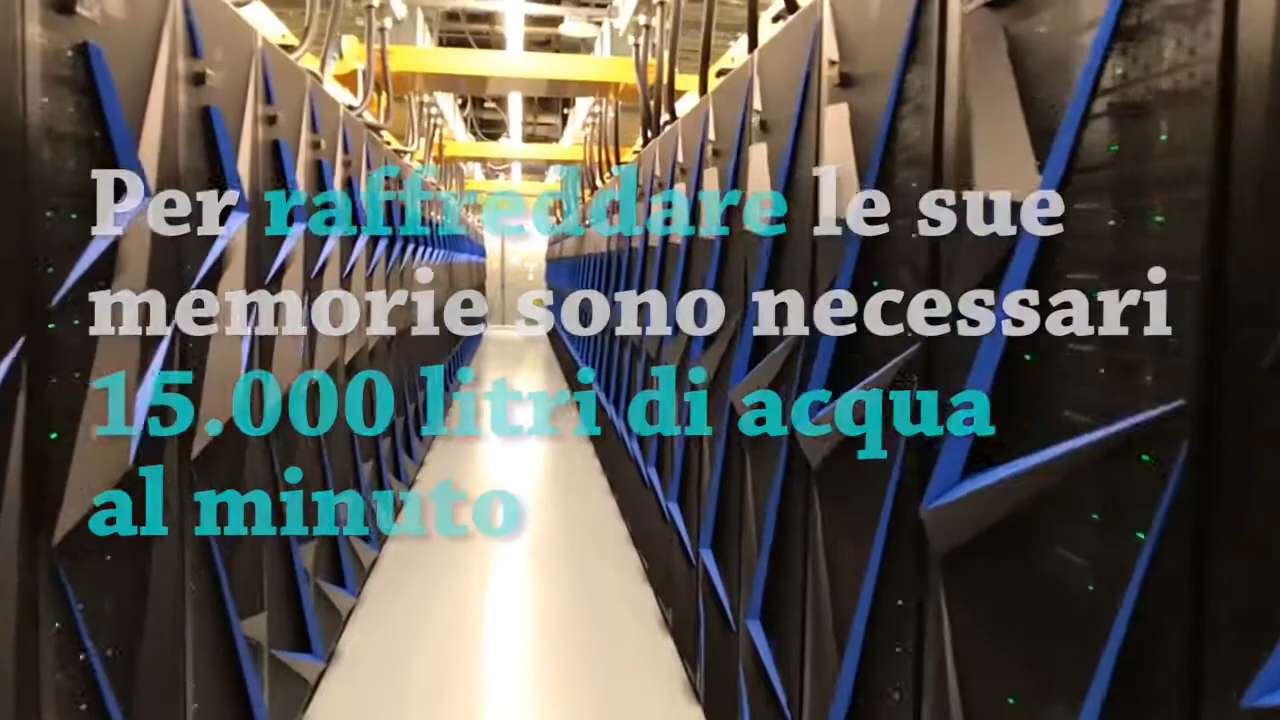 Per raffreddare le sue
memorie sono necessari
15.000 litri di acqua
al minuto